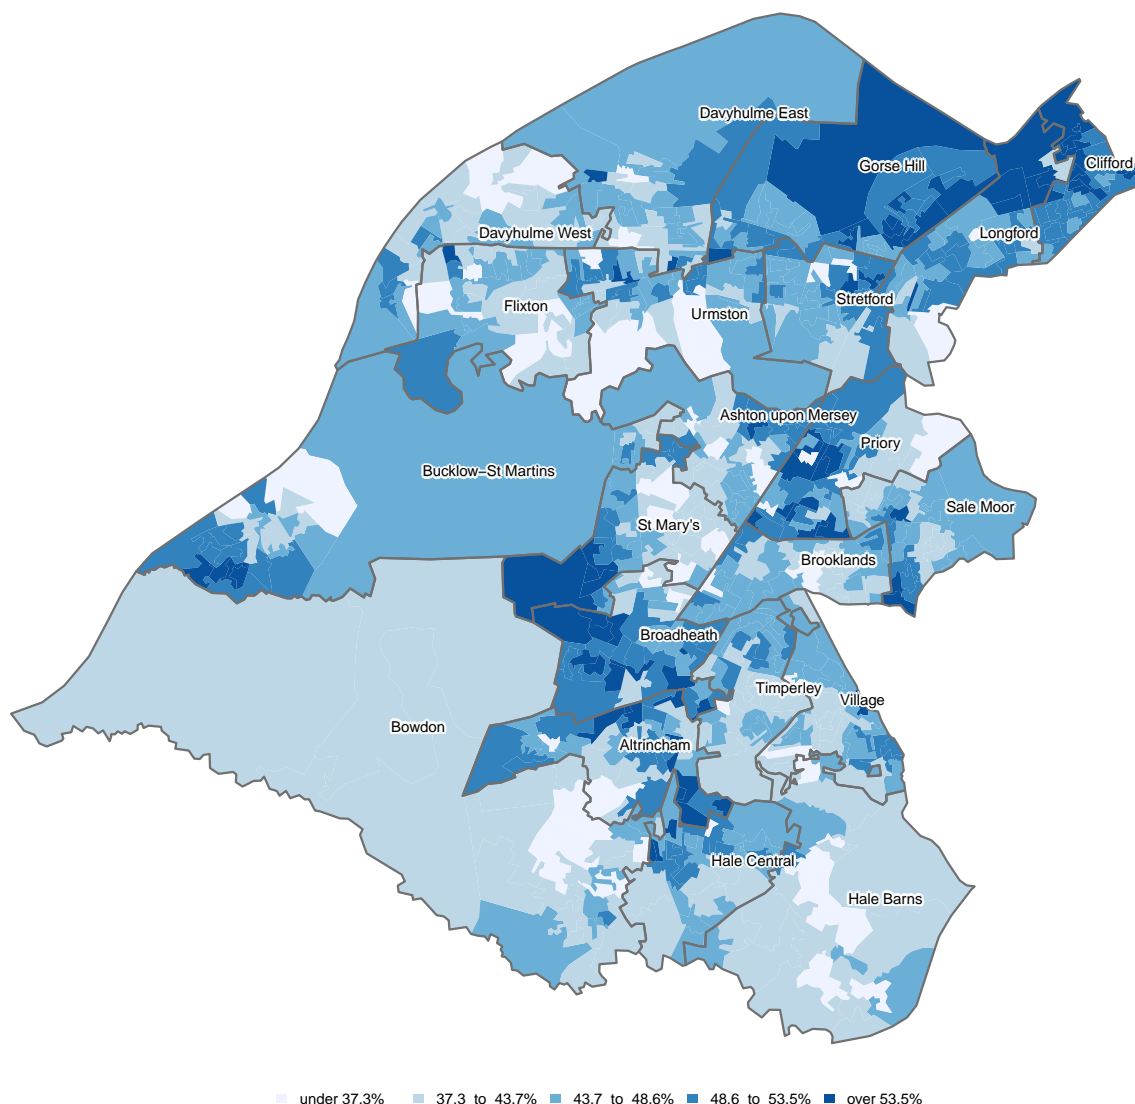 Davyhulme East
Gorse Hill
Clifford
Davyhulme West
Longford
Flixton
Urmston
Stretford
Ashton upon Mersey
Priory
Bucklow−St Martins
Sale Moor
St Mary's
Brooklands
Broadheath
Timperley
Village
Bowdon
Altrincham
Hale Central
Hale Barns
under 37.3% 37.3 to 43.7% 43.7 to 48.6% 48.6 to 53.5% over 53.5%